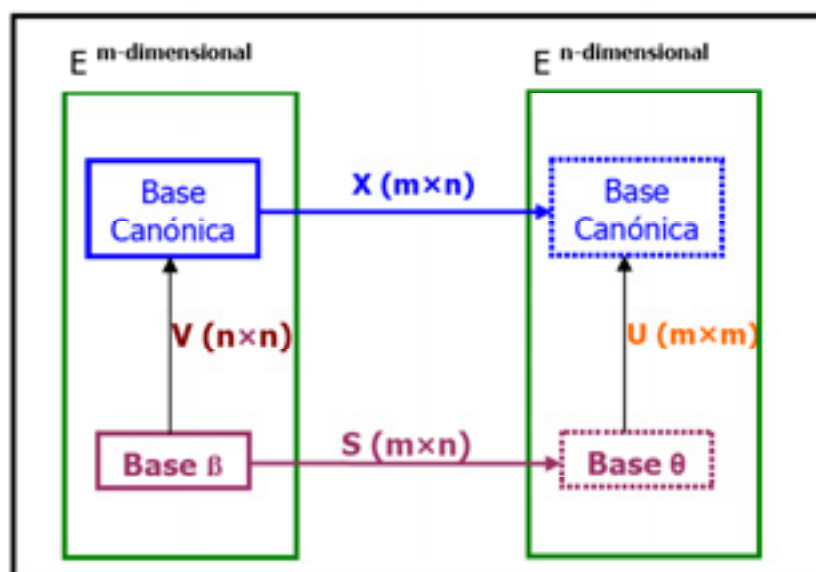 E m-dimensional
E n-dimensional
Base
Canónica
X (m×n)
Base
Canónica
V (n×n)
U (m×m)
Base ß
S (m×n)
Base θ